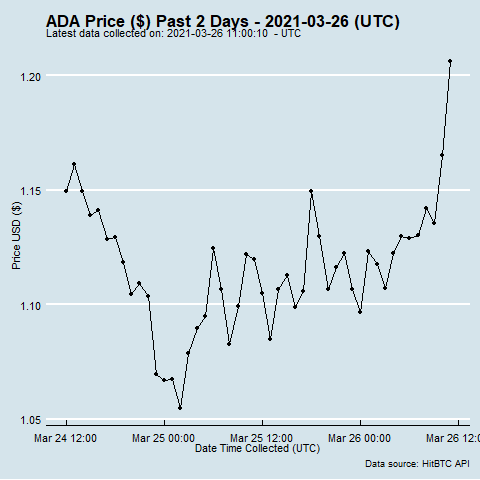 ADA Price ($) Past 2 Days - 2021-03-26 (UTC)
Latest data collected on: 2021-03-26 11:00:10 - UTC
1.20
1.15
1.10
1.05
Price USD ($)
Mar 24 12:00 Mar 25 00:00 Mar 25 12:00 Mar 26 00:00 Mar 26 12:00
Date Time Collected (UTC)
Data source: HitBTC API